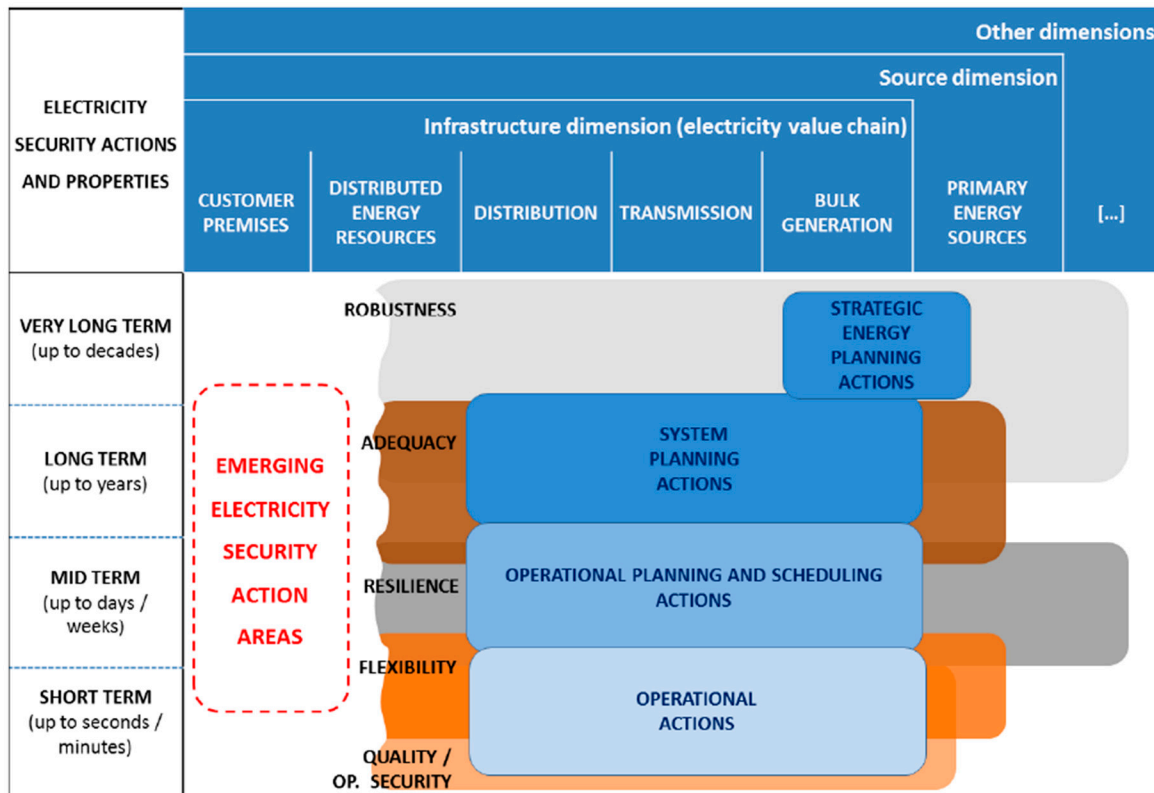 Other dimensions
Source dimension
Infrastructure dimension (electricity value chain)
ELECTRICITY
SECURITY ACTIONS
AND PROPERTIES
CUSTOMER
PREMISES
DISTRIBUTED
ENERGY
RESOURCES
DISTRIBUTION
TRANSMISSION
BULK
GENERATION
PRIMARY
ENERGY
SOURCES
[...]
VERY LONG TERM
(up to decades)
ROBUSTNESS
STRATEGIC
ENERGY
PLANNING
ACTIONS
LONG TERM
(up to years)
ADEQUACY
SYSTEM
PLANNING
ACTIONS
EMERGING
ELECTRICITY
SECURITY
ACTION
AREAS
MID TERM
(up to days /
weeks)
RESILIENCE
OPERATIONAL PLANNING AND SCHEDULING
ACTIONS
FLEXIBILITY
SHORT TERM
(up to seconds /
minutes)
OPERATIONAL
ACTIONS
QUALITY /
OP. SECURITY